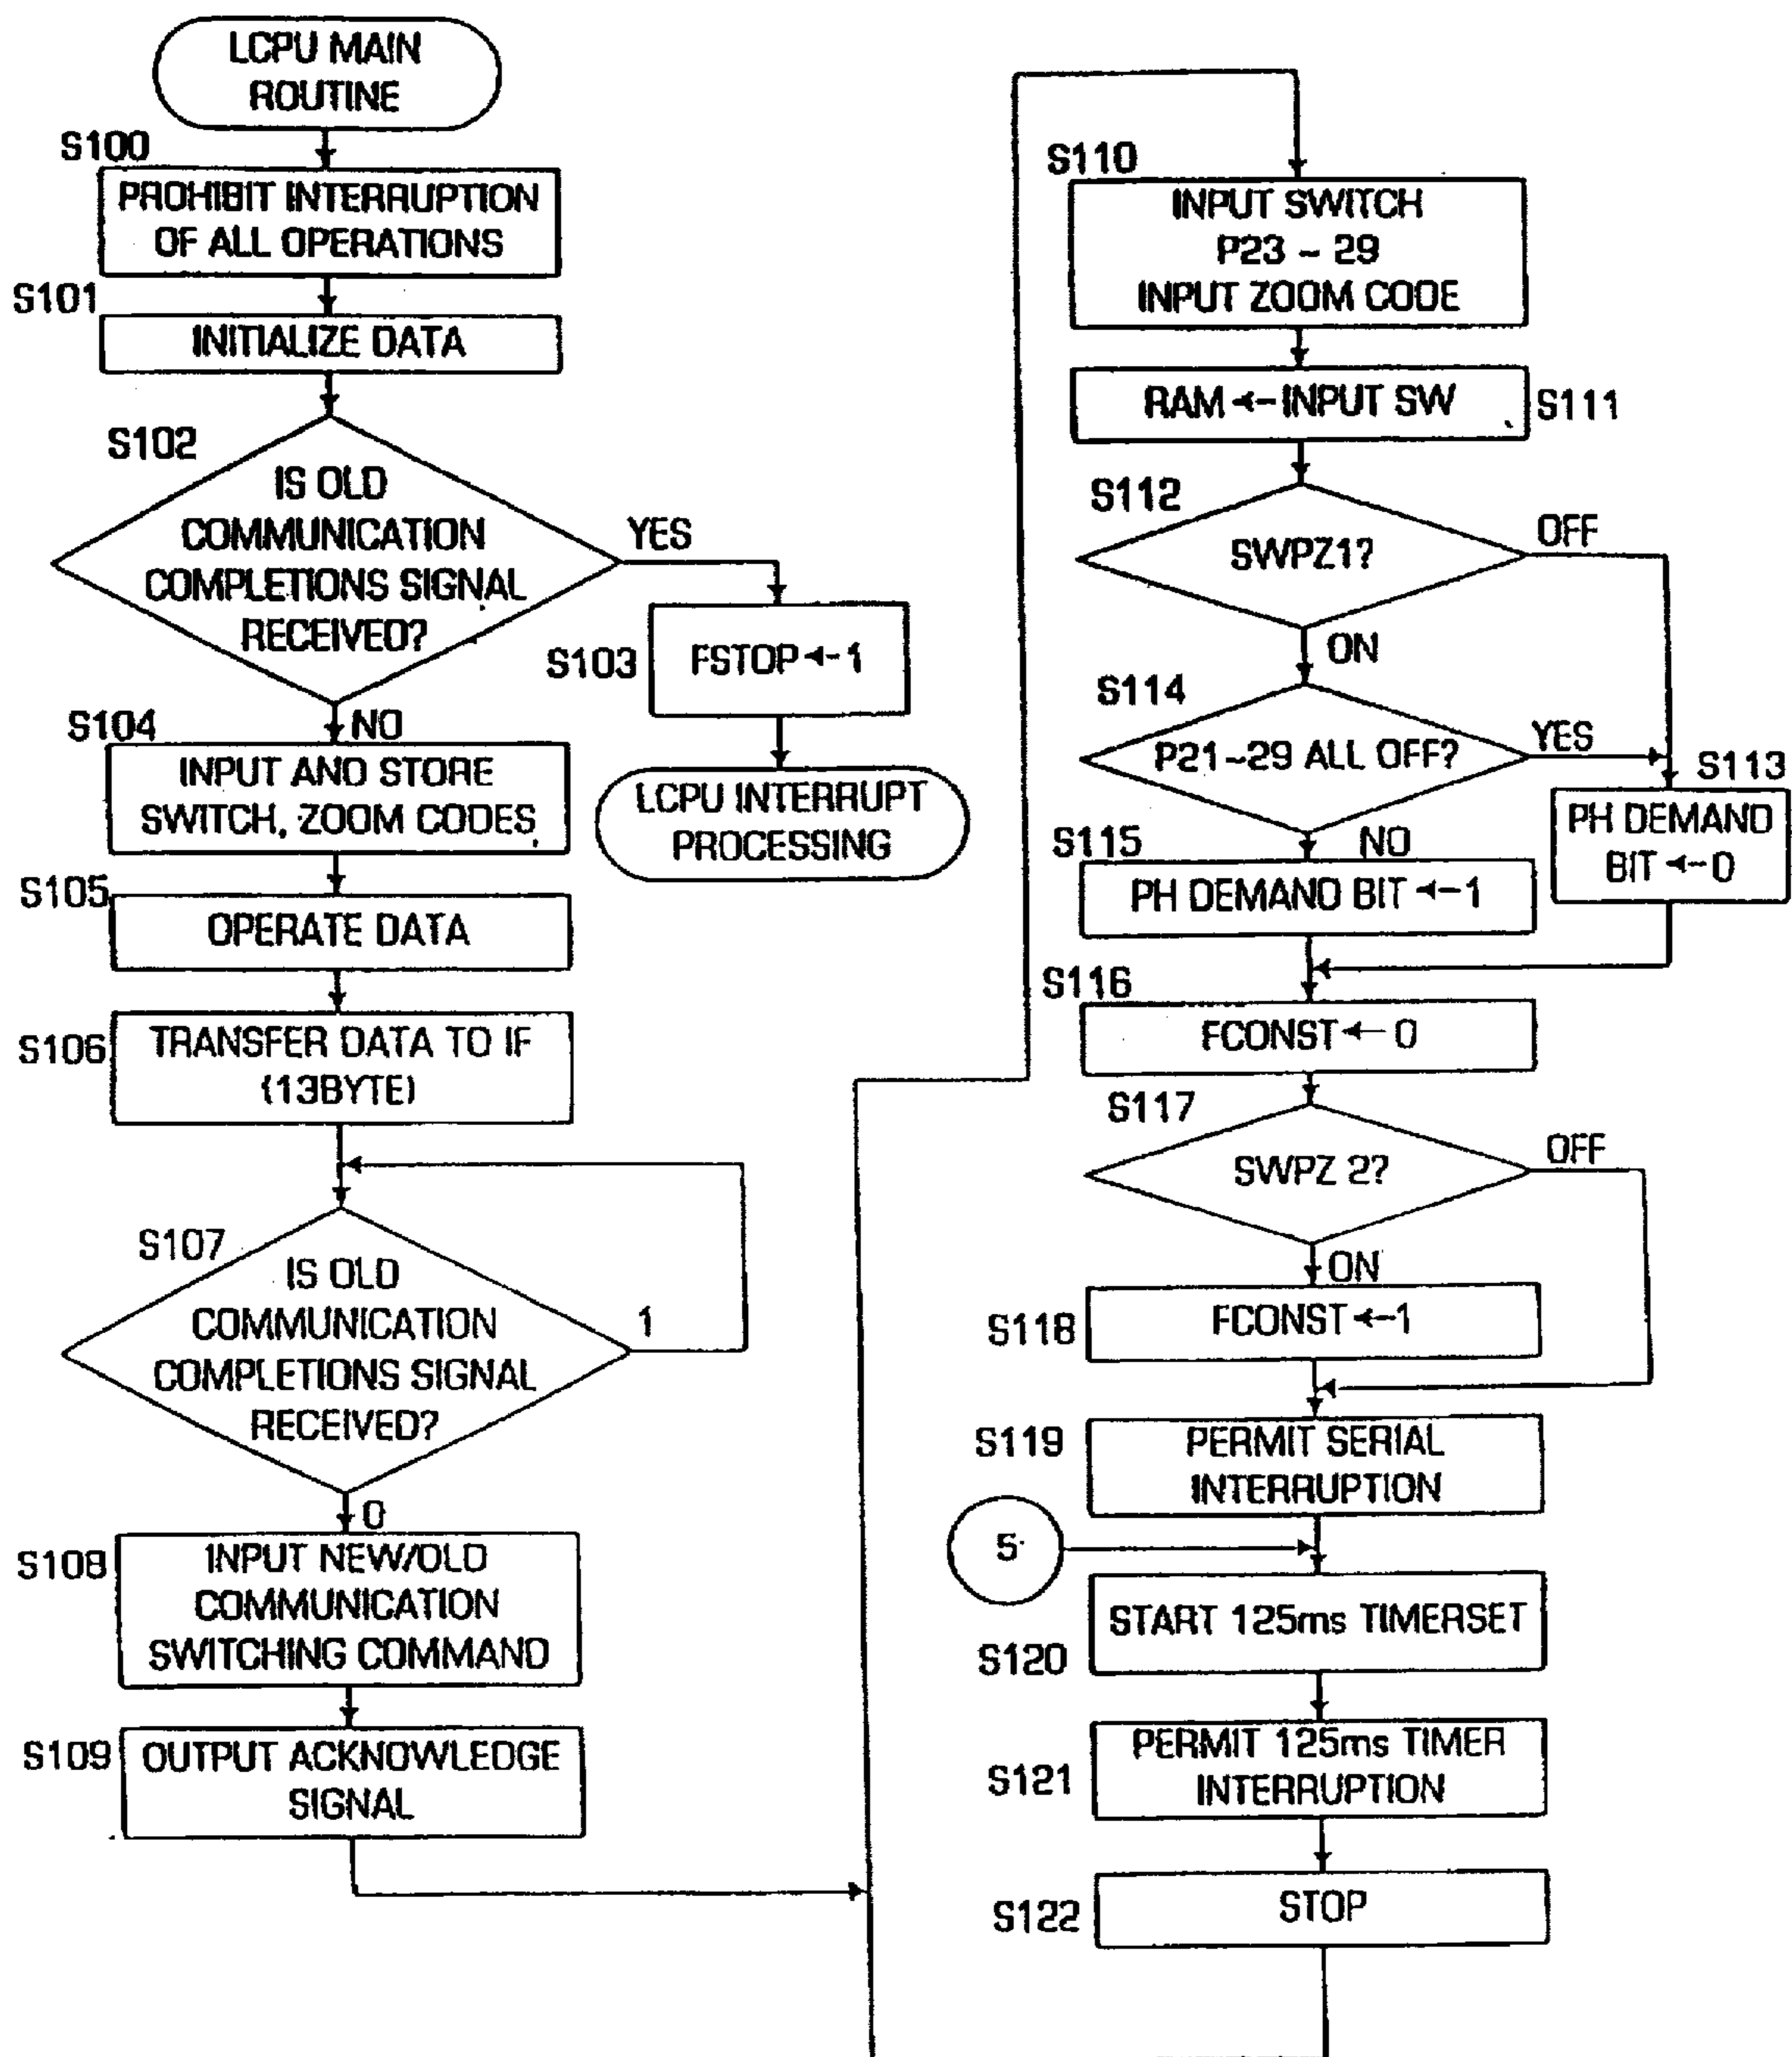 LCPU MAIN
ROUTINE
S100
PROHIBIT INTERRUPTION
OF ALL OPERATIONS
S101
INITIALIZE DATA
S102
IS OLD
COMMUNICATION
COMPLETIONS SIGNAL
RECEIVED?
YES
S103
FSTOP←1
LCPU INTERRUPT
PROCESSING
NO
S104
INPUT AND STORE
SWITCH, ZOOM CODES
S105
OPERATE DATA
S106
TRANSFER DATA TO IF
(13BYTE)
S107
IS OLD
COMMUNICATION
COMPLETIONS SIGNAL
RECEIVED?
1
0
S108
INPUT NEW/OLD
COMMUNICATION
SWITCHING COMMAND
S109
OUTPUT ACKNOWLEDGE
SIGNAL
S110
INPUT SWITCH
P23 ~ 29
INPUT ZOOM CODE
RAM←INPUT SW
S111
S112
SWPZ1?
OFF
ON
S114
P21~29 ALL OFF?
YES
S113
PH DEMAND
BIT←0
NO
S115
PH DEMAND BIT←1
S116
FCONST←0
S117
SWPZ 2?
OFF
ON
S118
FCONST←1
S119
PERMIT SERIAL
INTERRUPTION
5
START 125ms TIMERSET
S120
PERMIT 125ms TIMER
INTERRUPTION
S121
STOP
S122